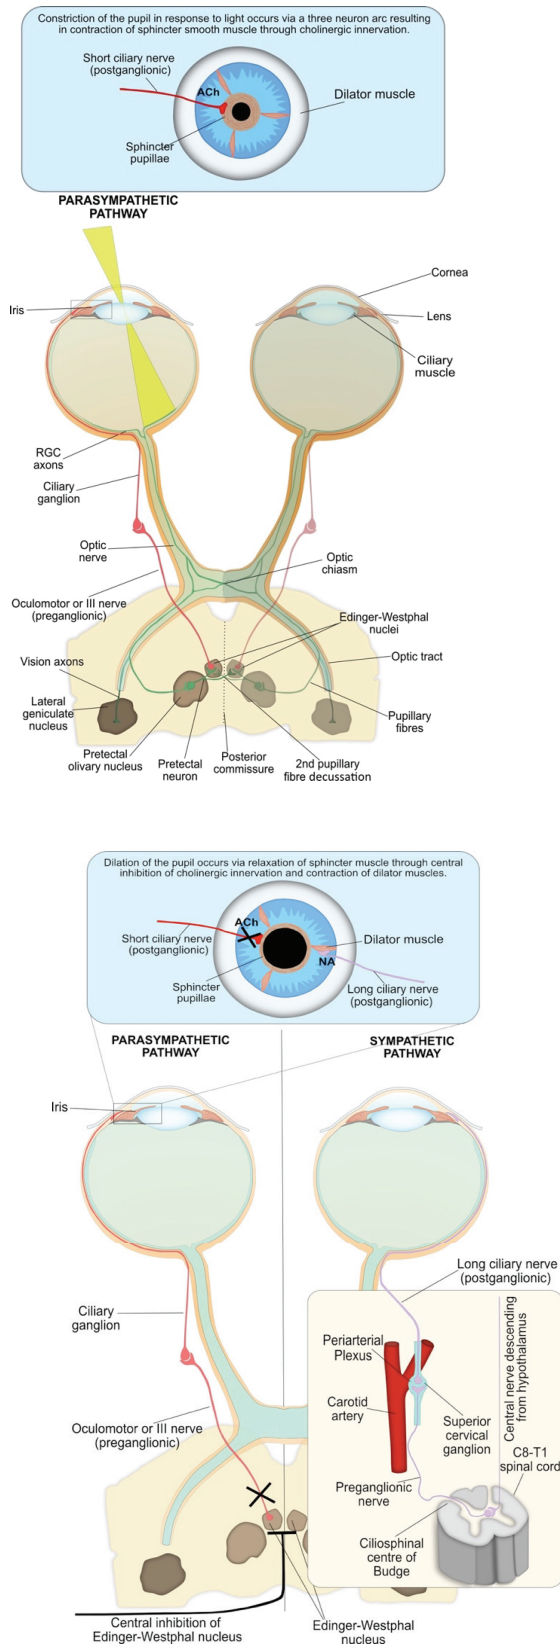 Constriction of the pupil in response to light occurs via a three neuron arc resulting
in contraction of sphincter smooth muscle through cholinergic innervation.
Short ciliary nerve
(postganglionic)
ACh
Dilator muscle
Sphincter
pupillae
PARASYMPATHETIC
PATHWAY
Cornea
Iris
Lens
Ciliary
muscle
RGC
axons
Ciliary
ganglion
Optic
nerve
Optic
chiasm
Oculomotor or III nerve
(preganglionic)
Edinger-Westphal
nuclei
Vision axons
Optic tract
Lateral
geniculate
nucleus
Pupillary
fibres
Pretectal
olivary nucleus
Pretectal
neuron
Posterior
commissure
2nd pupillary
fibre decussation
Dilation of the pupil occurs via relaxation of sphincter muscle through central
inhibition of cholinergic innervation and contraction of dilator muscles.
ACh
Short ciliary nerve
(postganglionic)
Dilator muscle
NA
Sphincter
pupillae
Long ciliary nerve
(postganglionic)
PARASYMPATHETIC
PATHWAY
SYMPATHETIC
PATHWAY
Iris
Long ciliary nerve
(postganglionic)
Ciliary
ganglion
Periarterial
Plexus
Central nerve descending
from hypothalamus
Carotid
artery
Oculomotor or III nerve
(preganglionic)
Superior
cervical
ganglion
C8-T1
spinal cord
Preganglionic
nerve
Ciliosphinal
centre of
Budge
Central inhibition of
Edinger-Westphal nucleus
Edinger-Westphal
nucleus